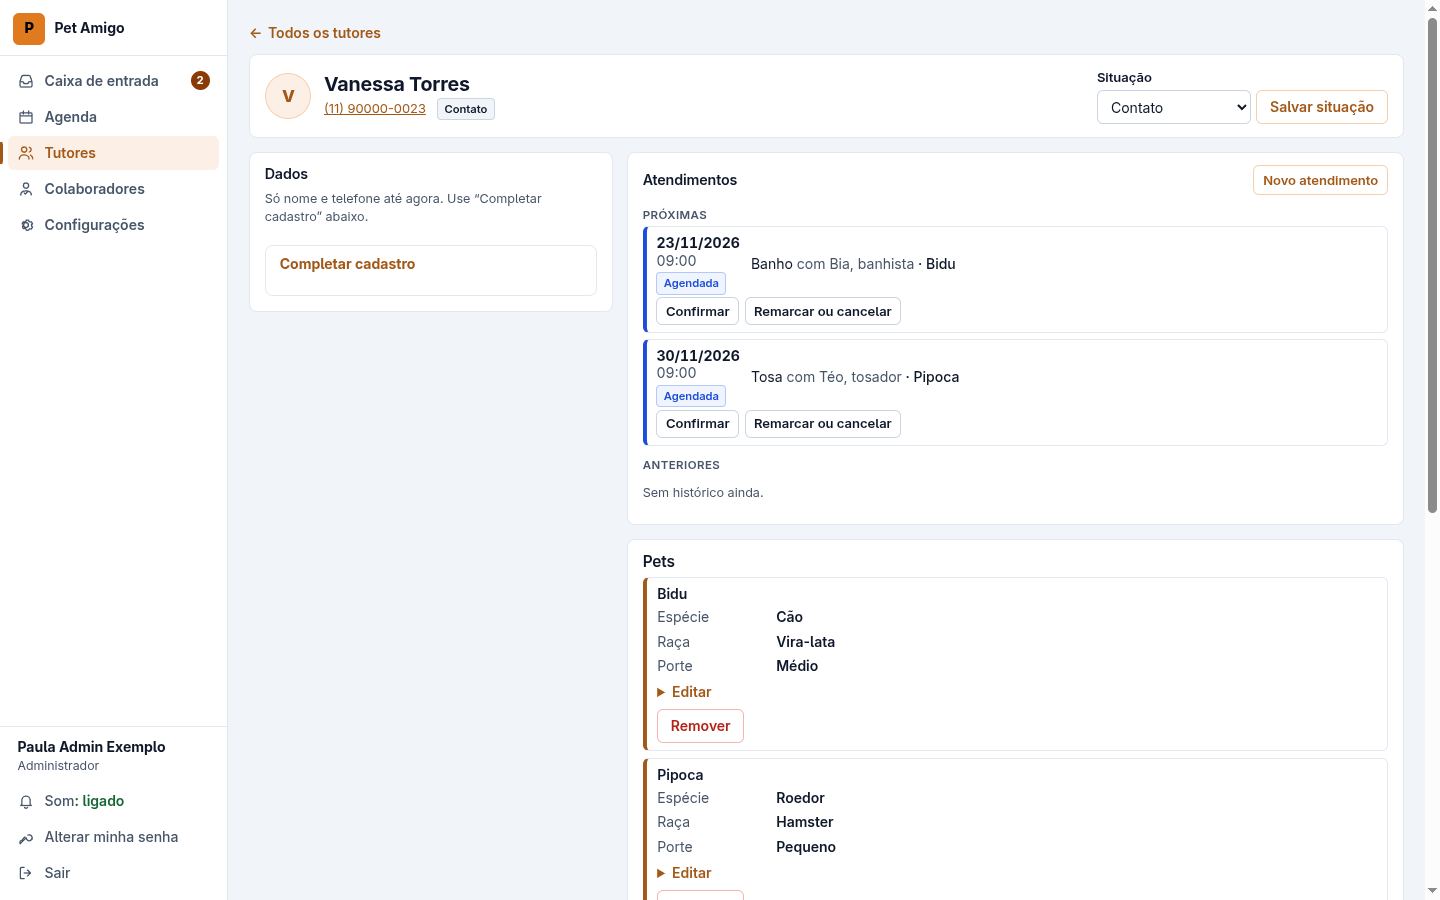 P Pet Amigo
Caixa de entrada 2
Agenda
Tutores
Colaboradores
Configurações
Paula Admin Exemplo
Administrador
Som: ligado
Alterar minha senha
Sair
← Todos os tutores
V
Vanessa Torres
(11) 90000-0023 Contato
Situação
Contato Salvar situação
Dados
Só nome e telefone até agora. Use “Completar
cadastro” abaixo.
Completar cadastro
Atendimentos Novo atendimento
PRÓXIMAS
23/11/2026
09:00
Banho com Bia, banhista · Bidu
Agendada
Confirmar Remarcar ou cancelar
30/11/2026
09:00
Tosa com Téo, tosador · Pipoca
Agendada
Confirmar Remarcar ou cancelar
ANTERIORES
Sem histórico ainda.
Pets
Bidu
Espécie Cão
Raça Vira-lata
Porte Médio
▶ Editar
Remover
Pipoca
Espécie Roedor
Raça Hamster
Porte Pequeno
▶ Editar